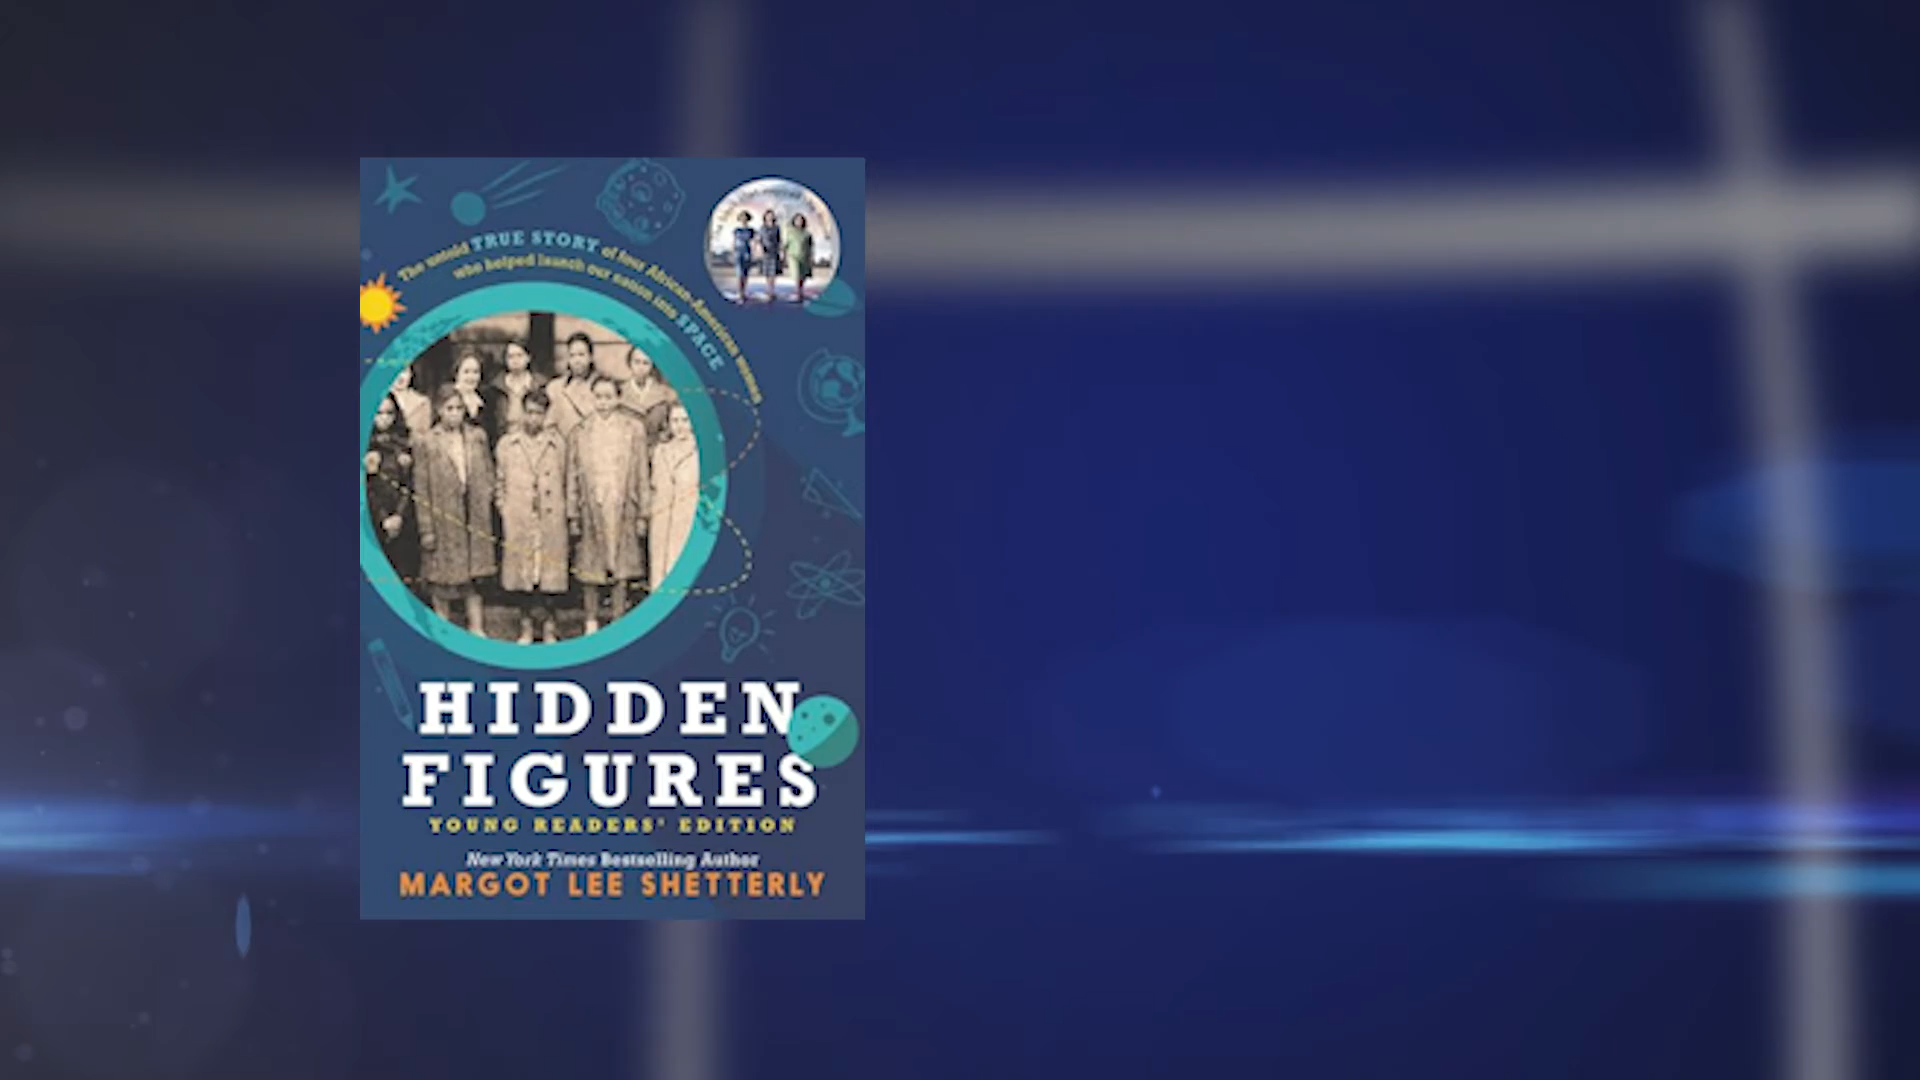 The untold TRUE STORY of four African-American women
who helped launch our nation into SPACE
HIDDEN
FIGURES
YOUNG READERS' EDITION
New York Times Bestselling Author
MARGOT LEE SHETTERLY